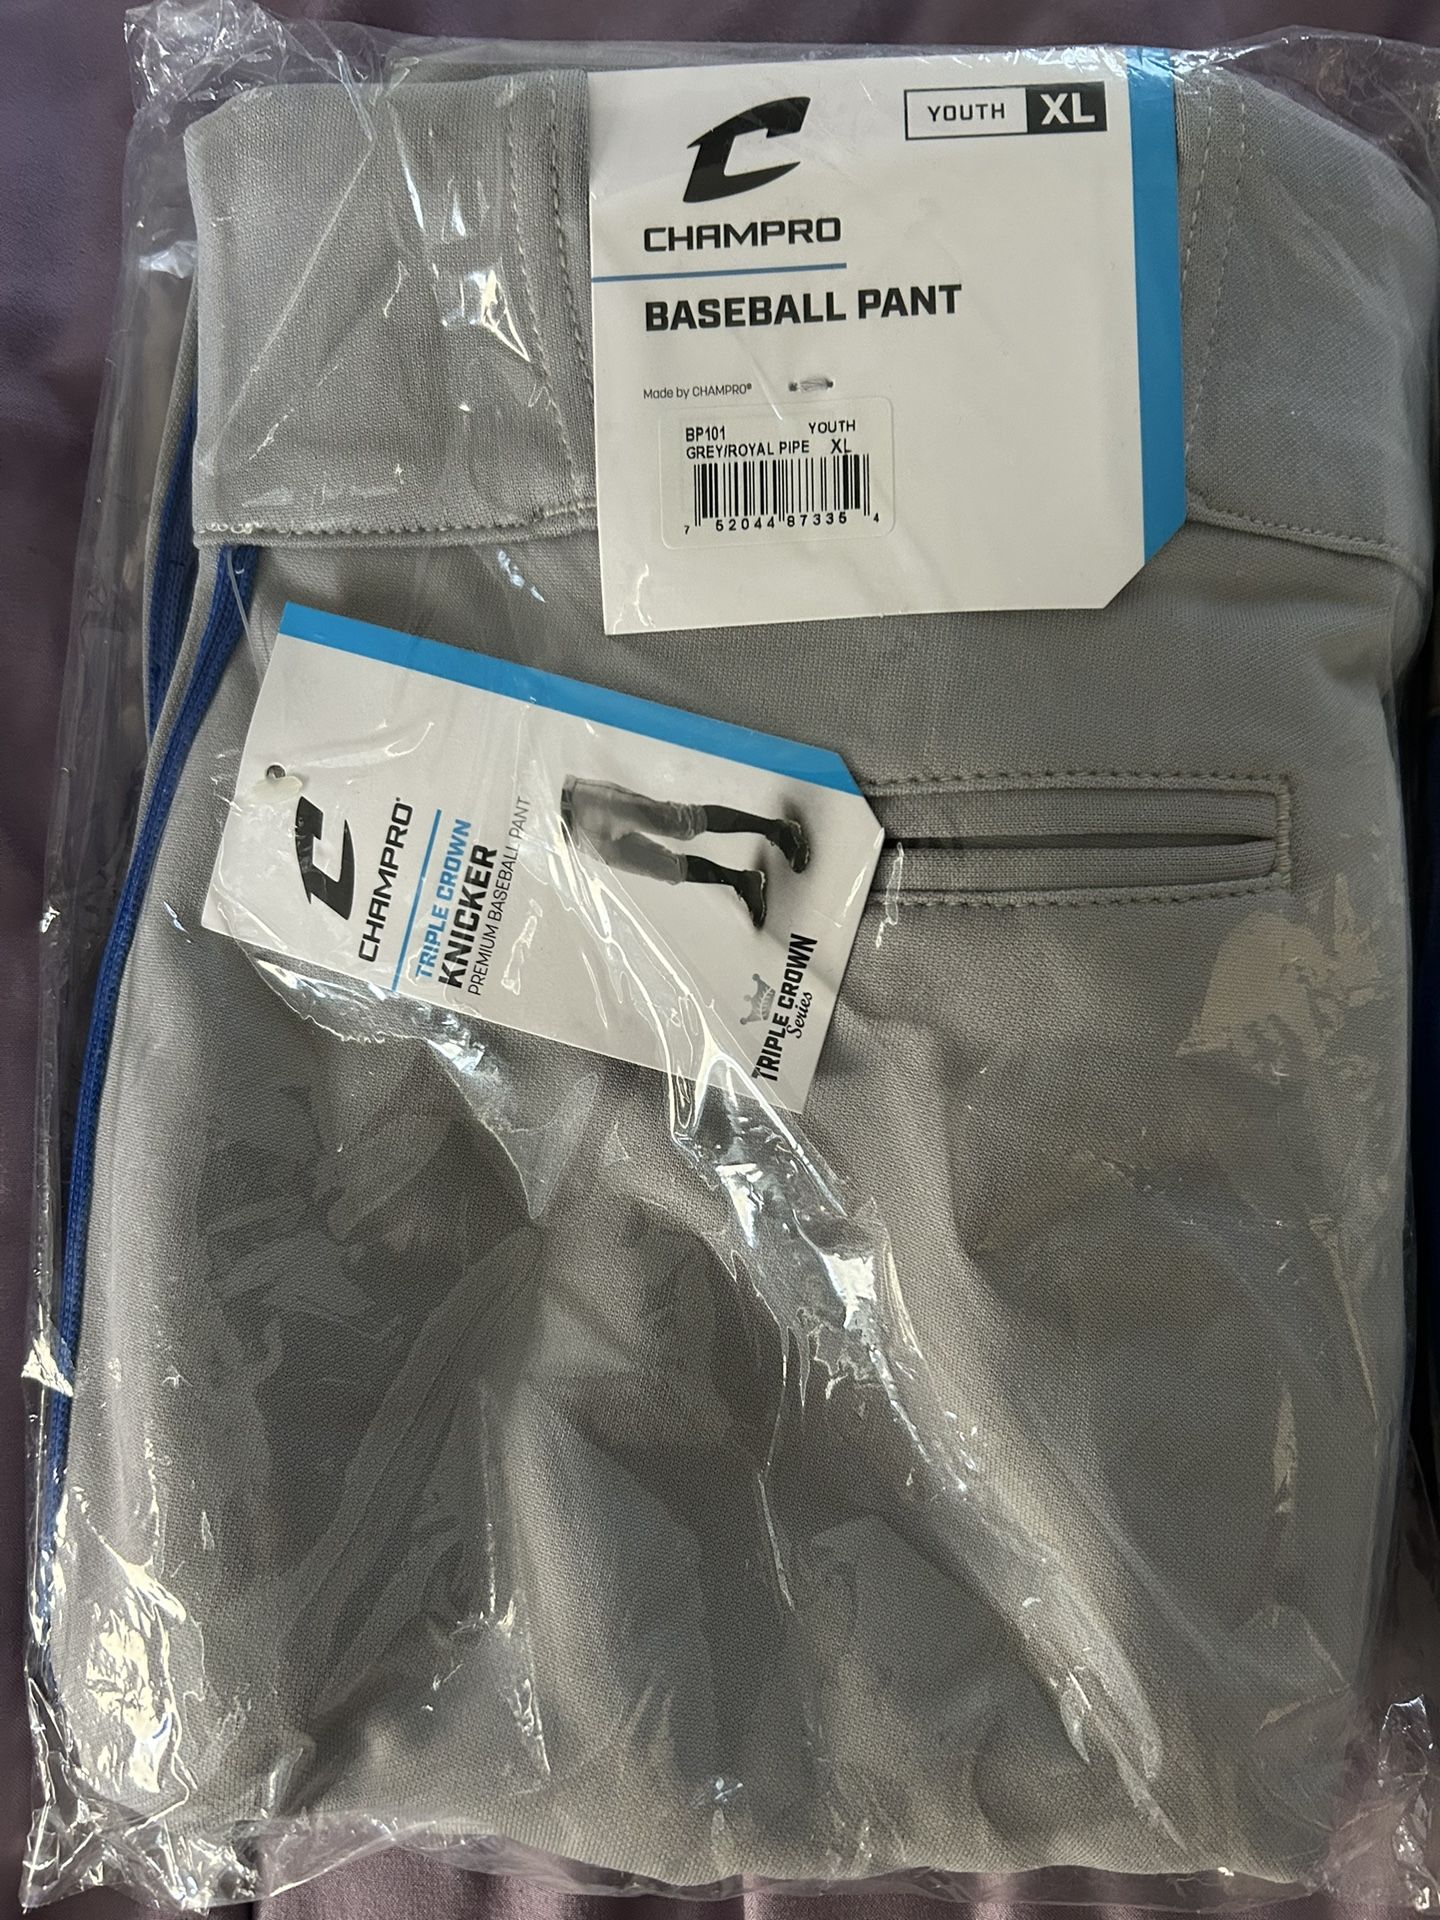 YOUTH XL
CHAMPRO
BASEBALL PANT
Made by CHAMPRO®
BP101 YOUTH
GREY/ROYAL PIPE XL
7 52044 87335 4
CHAMPRO®
TRIPLE CROWN
KNICKER
PREMIUM BASEBALL PANT
TRIPLE CROWN
Series